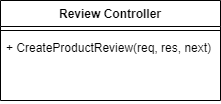 Review Controller
+ CreateProductReview(req, res, next)